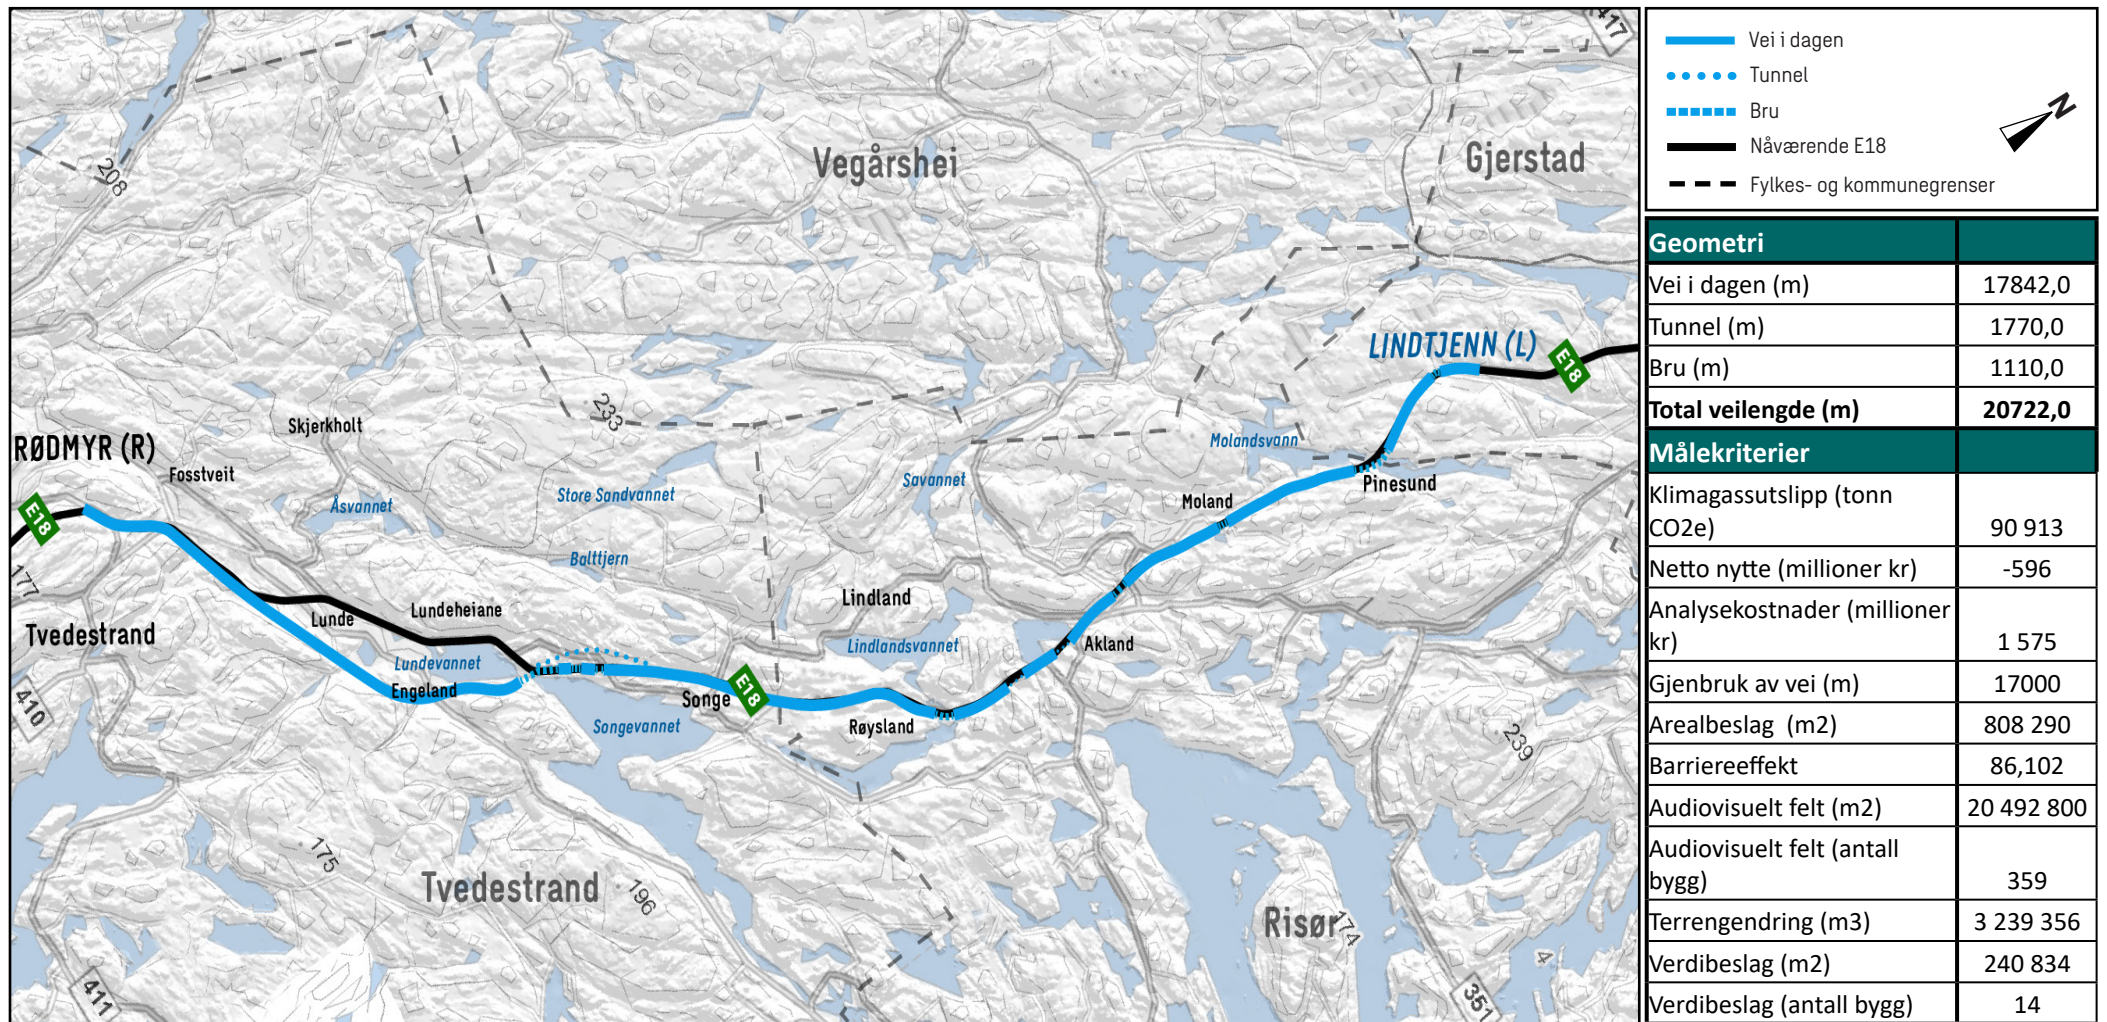 417
208
Vegårshei
Gjerstad
LINDTJENN (L)
E18
233
Skjerkholt
RØDMYR (R)
Molandsvann
Fosstveit
Savannet
Pinesund
Store Sandvannet
Åsvannet
Moland
E18
Balttjern
177
Lindland
Lundeheiane
Lunde
Tvedestrand
Lindlandsvannet
Akland
Lundevannet
Engeland
E18
Songe
410
Songevannet
Røysland
239
175
Tvedestrand
196
Risør
174
4
411
351
Vei i dagen
Tunnel
Bru
Nåværende E18
Fylkes- og kommunegrenser
N
Geometri
Vei i dagen (m) 17842,0
Tunnel (m) 1770,0
Bru (m) 1110,0
Total veilengde (m) 20722,0
Målekriterier
Klimagassutslipp (tonn
CO2e) 90 913
Netto nytte (millioner kr) -596
Analysekostnader (millioner
kr) 1 575
Gjenbruk av vei (m) 17000
Arealbeslag (m2) 808 290
Barriereeffekt 86,102
Audiovisuelt felt (m2) 20 492 800
Audiovisuelt felt (antall
bygg) 359
Terrengendring (m3) 3 239 356
Verdibeslag (m2) 240 834
Verdibeslag (antall bygg) 14